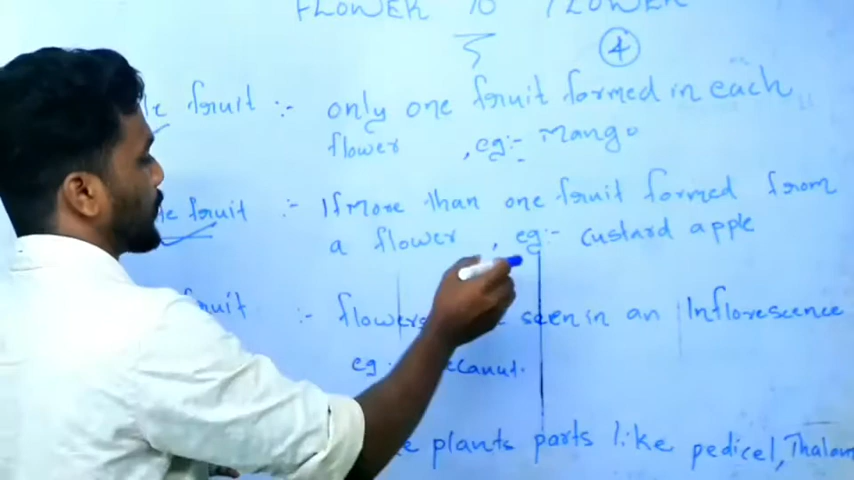 FLOWER TO FLOWER
4
fruit :- only one fruit formed in each
flower , eg:- Mango
fruit :- If more than one fruit formed from
a flower , eg:- custard apple
fruit :- flowers seen in an Inflorescence
eg:
plants parts like pedicel, Thalam